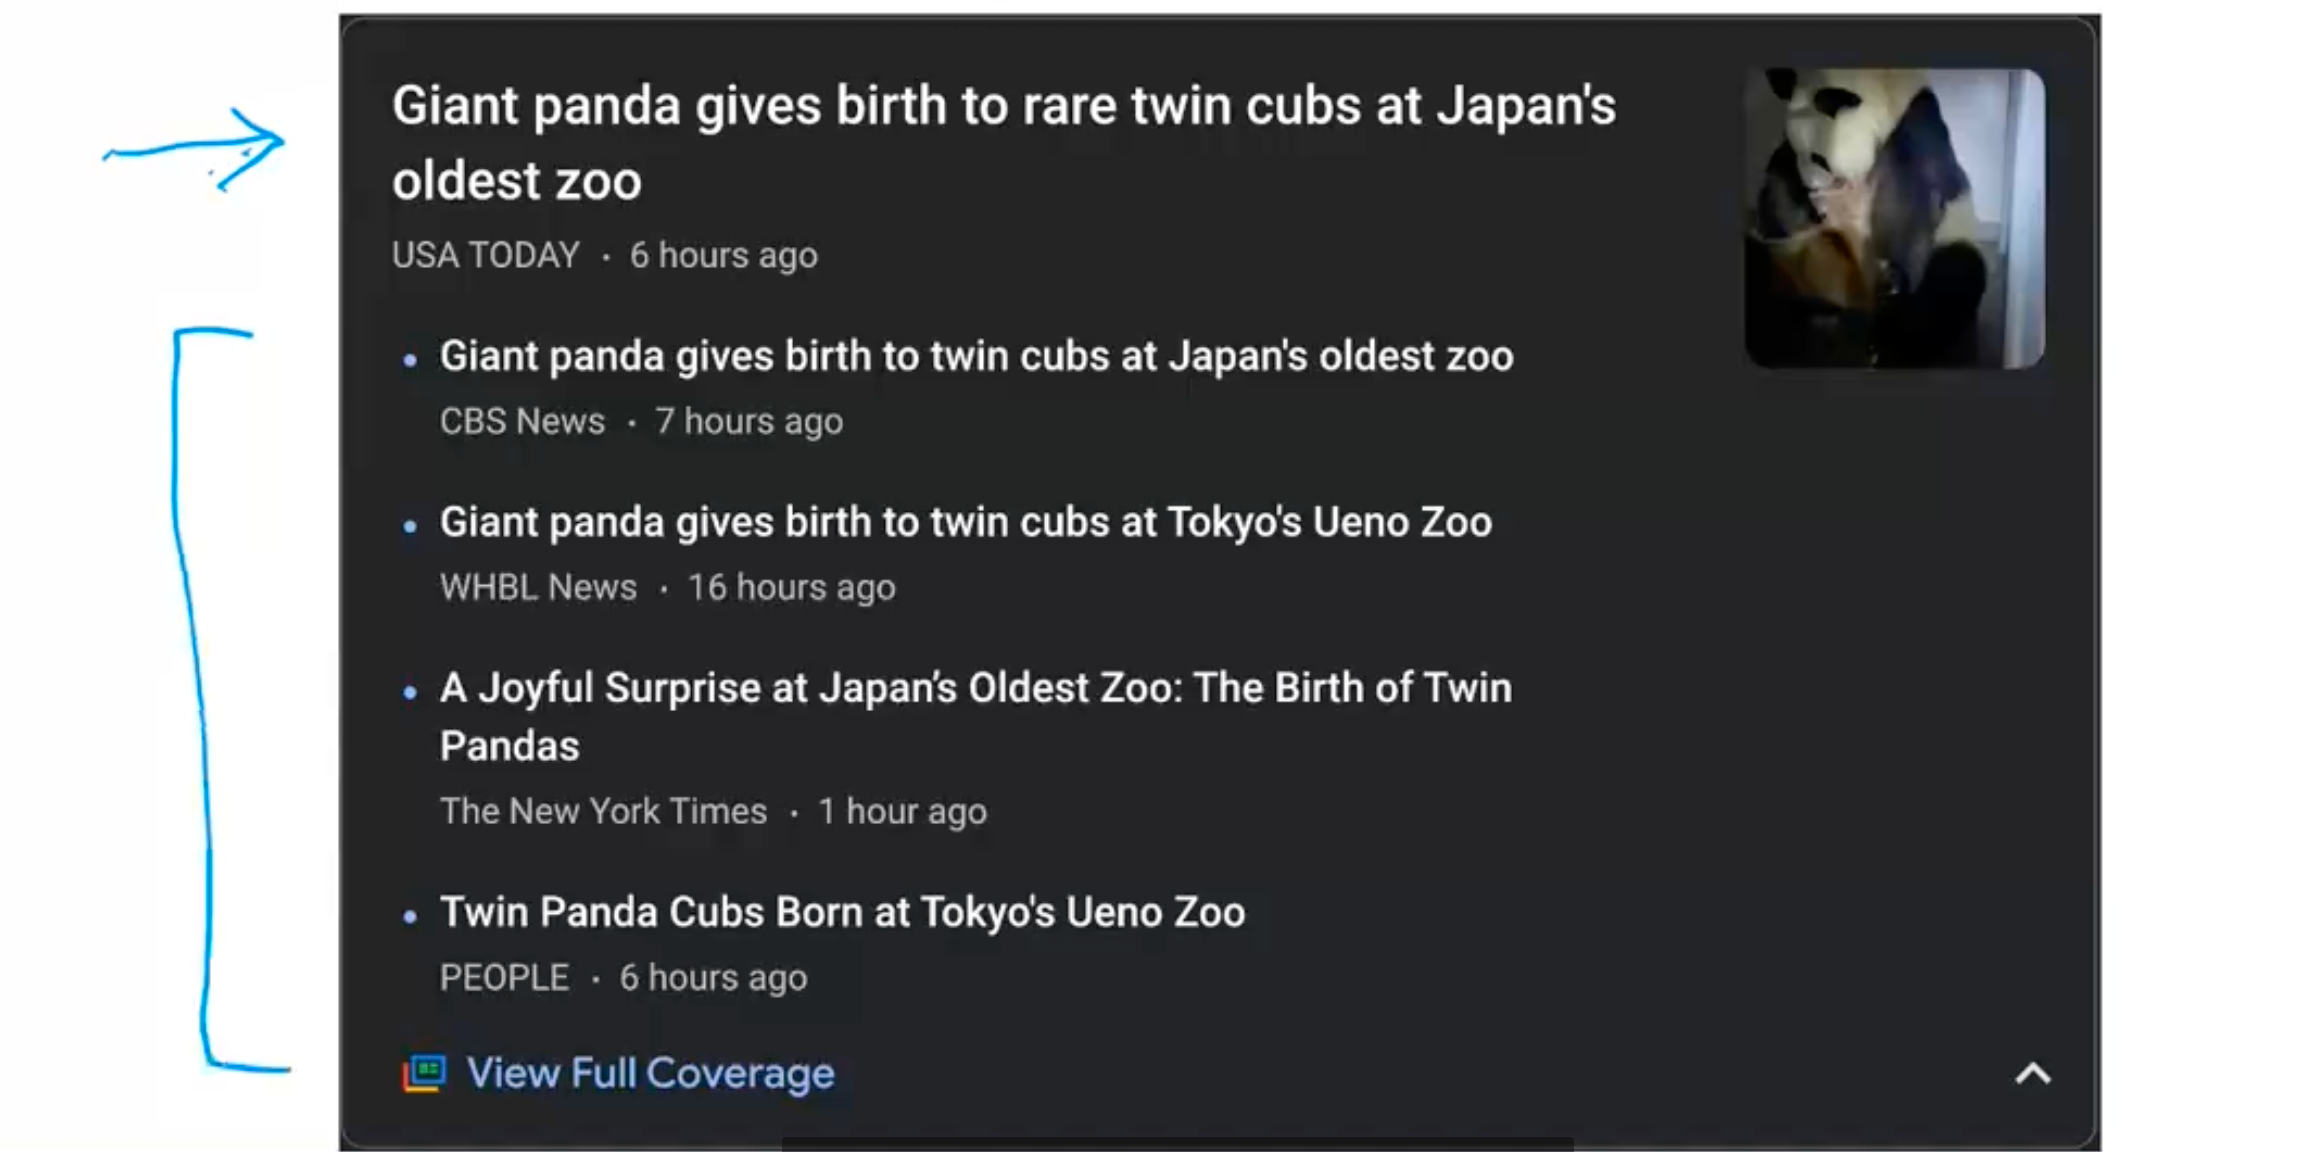 Giant panda gives birth to rare twin cubs at Japan's
oldest zoo
USA TODAY · 6 hours ago
• Giant panda gives birth to twin cubs at Japan's oldest zoo
CBS News · 7 hours ago
• Giant panda gives birth to twin cubs at Tokyo's Ueno Zoo
WHBL News · 16 hours ago
• A Joyful Surprise at Japan’s Oldest Zoo: The Birth of Twin
Pandas
The New York Times · 1 hour ago
• Twin Panda Cubs Born at Tokyo's Ueno Zoo
PEOPLE · 6 hours ago
View Full Coverage